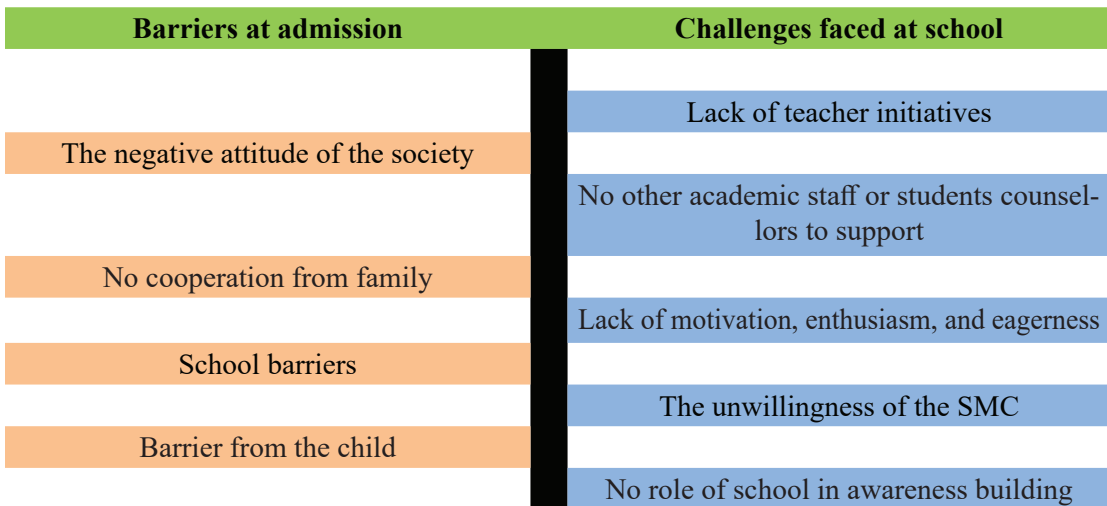 Barriers at admission
Challenges faced at school
Lack of teacher initiatives
The negative attitude of the society
No other academic staff or students counsel-
lors to support
No cooperation from family
Lack of motivation, enthusiasm, and eagerness
School barriers
The unwillingness of the SMC
Barrier from the child
No role of school in awareness building